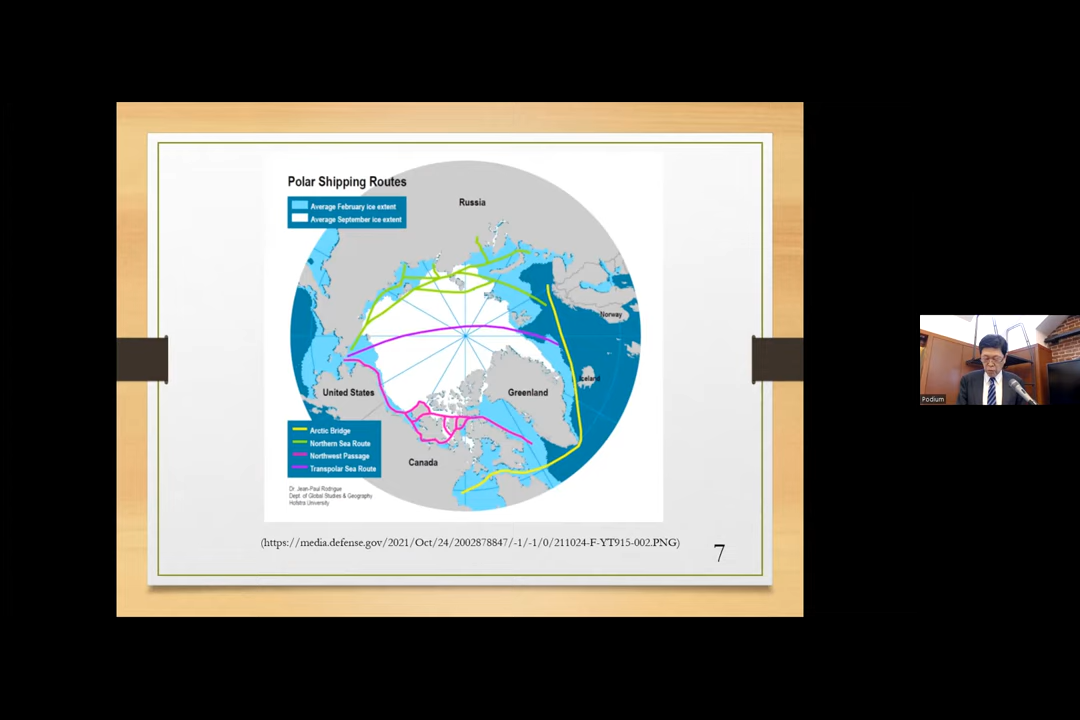 Polar Shipping Routes
Average February ice extent
Average September ice extent
Russia
Norway
Iceland
United States
Greenland
Canada
Arctic Bridge
Northern Sea Route
Northwest Passage
Transpolar Sea Route
Dr. Jean-Paul Rodrigue
Dept. of Global Studies & Geography
Hofstra University
(https://media.defense.gov/2021/Oct/24/2002878847/-1/-1/0/211024-F-YT915-002.PNG)
7
Podium